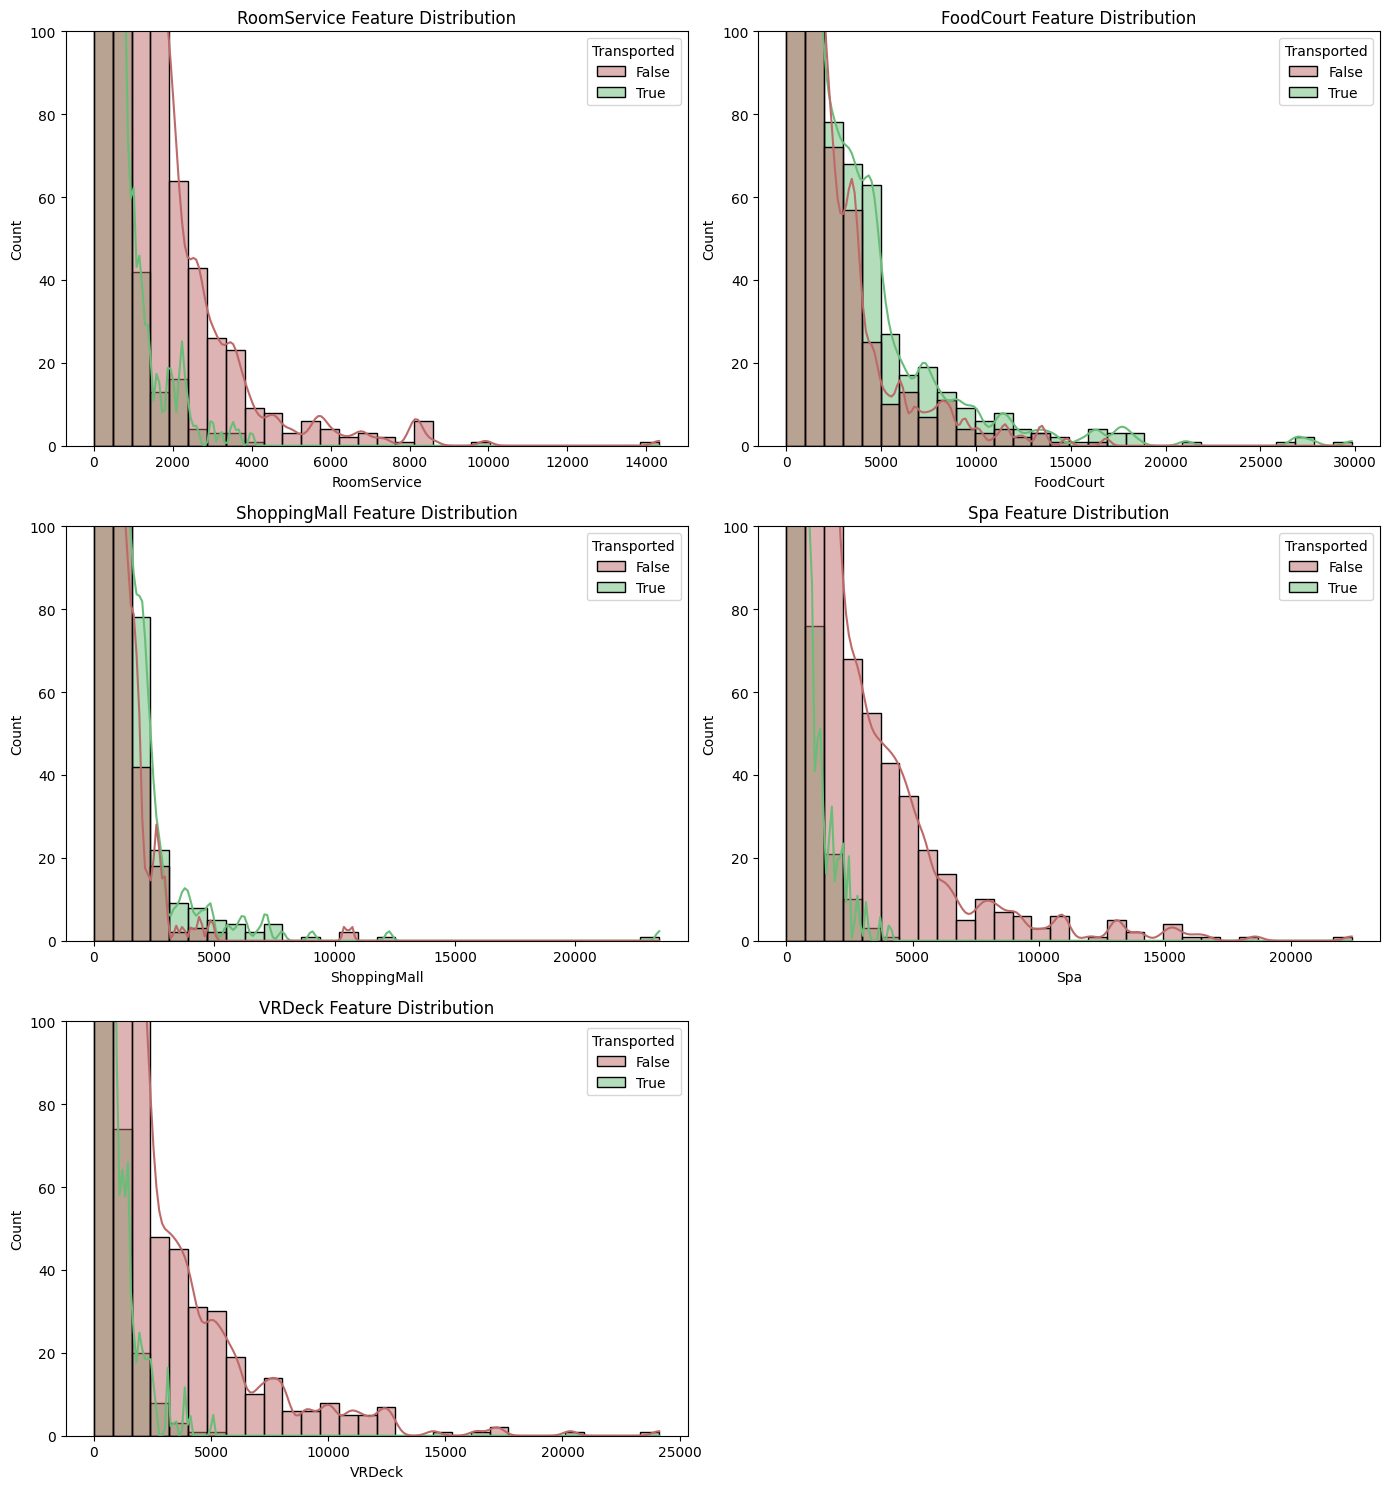 RoomService Feature Distribution
Count
100
80
60
40
20
0
0 2000 4000 6000 8000 10000 12000 14000
RoomService
Transported
False
True
FoodCourt Feature Distribution
Count
100
80
60
40
20
0
0 5000 10000 15000 20000 25000 30000
FoodCourt
Transported
False
True
ShoppingMall Feature Distribution
Count
100
80
60
40
20
0
0 5000 10000 15000 20000
ShoppingMall
Transported
False
True
Spa Feature Distribution
Count
100
80
60
40
20
0
0 5000 10000 15000 20000
Spa
Transported
False
True
VRDeck Feature Distribution
Count
100
80
60
40
20
0
0 5000 10000 15000 20000 25000
VRDeck
Transported
False
True